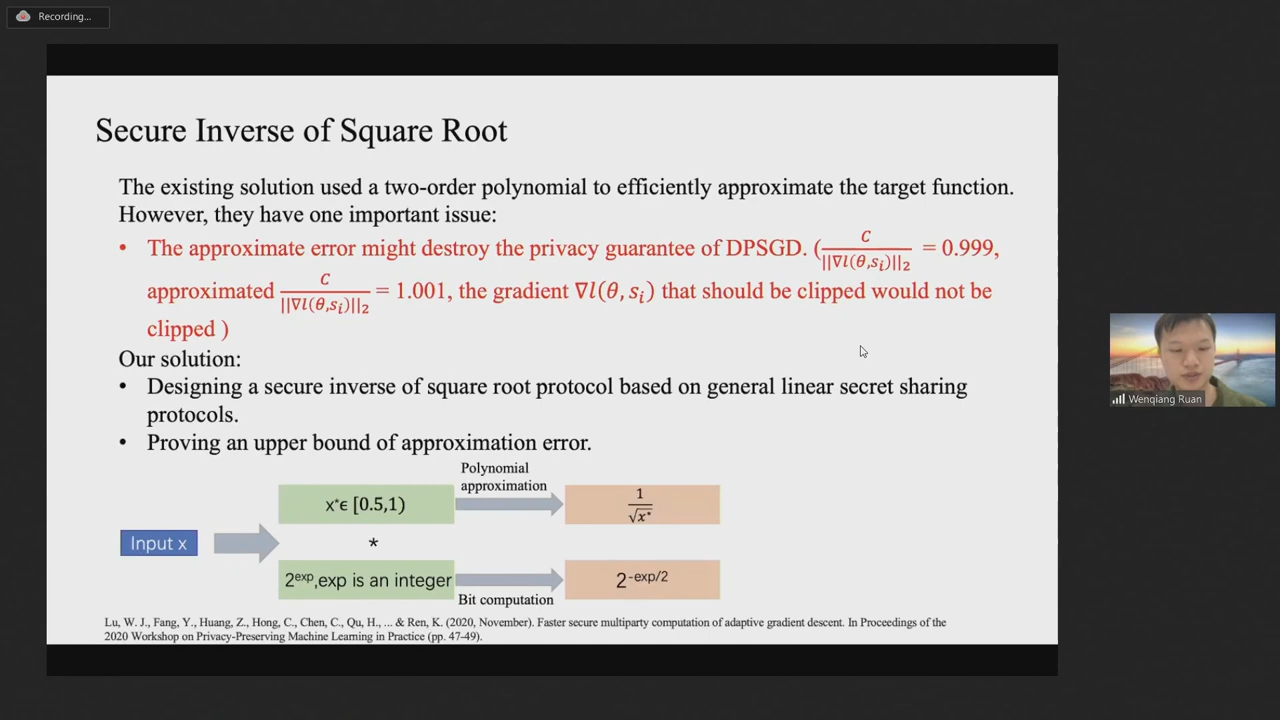 Recording...
Secure Inverse of Square Root
The existing solution used a two-order polynomial to efficiently approximate the target function.
However, they have one important issue:
• The approximate error might destroy the privacy guarantee of DPSGD. ( C / ||∇l(θ,sᵢ)||₂ = 0.999,
approximated C / ||∇l(θ,sᵢ)||₂ = 1.001, the gradient ∇l(θ, sᵢ) that should be clipped would not be
clipped )
Our solution:
• Designing a secure inverse of square root protocol based on general linear secret sharing
protocols.
• Proving an upper bound of approximation error.
Polynomial
approximation
x*ϵ [0.5,1)
1 / √x*
Input x
*
2^exp,exp is an integer
2^-exp/2
Bit computation
Lu, W. J., Fang, Y., Huang, Z., Hong, C., Chen, C., Qu, H., ... & Ren, K. (2020, November). Faster secure multiparty computation of adaptive gradient descent. In Proceedings of the
2020 Workshop on Privacy-Preserving Machine Learning in Practice (pp. 47-49).
Wenqiang Ruan